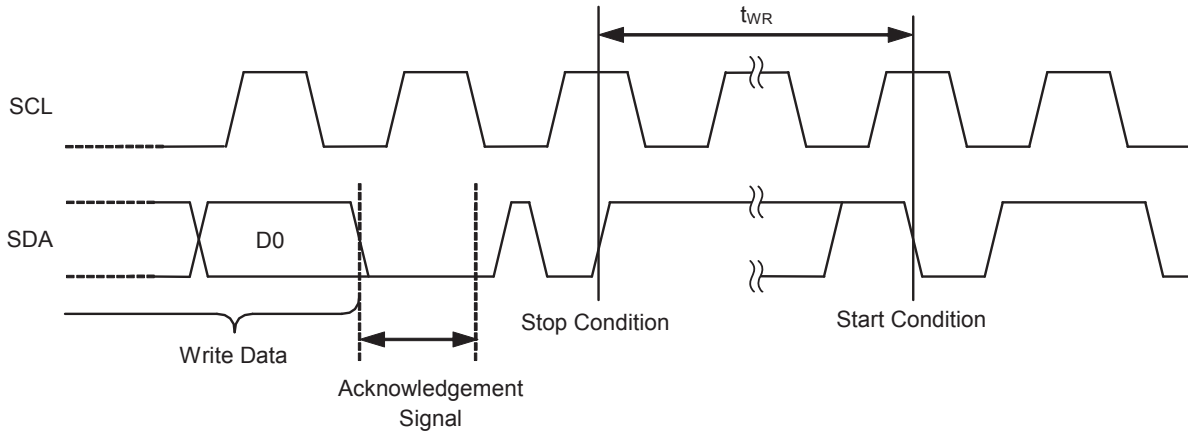 tWR
SCL
SDA
D0
Stop Condition
Start Condition
Write Data
Acknowledgement
Signal